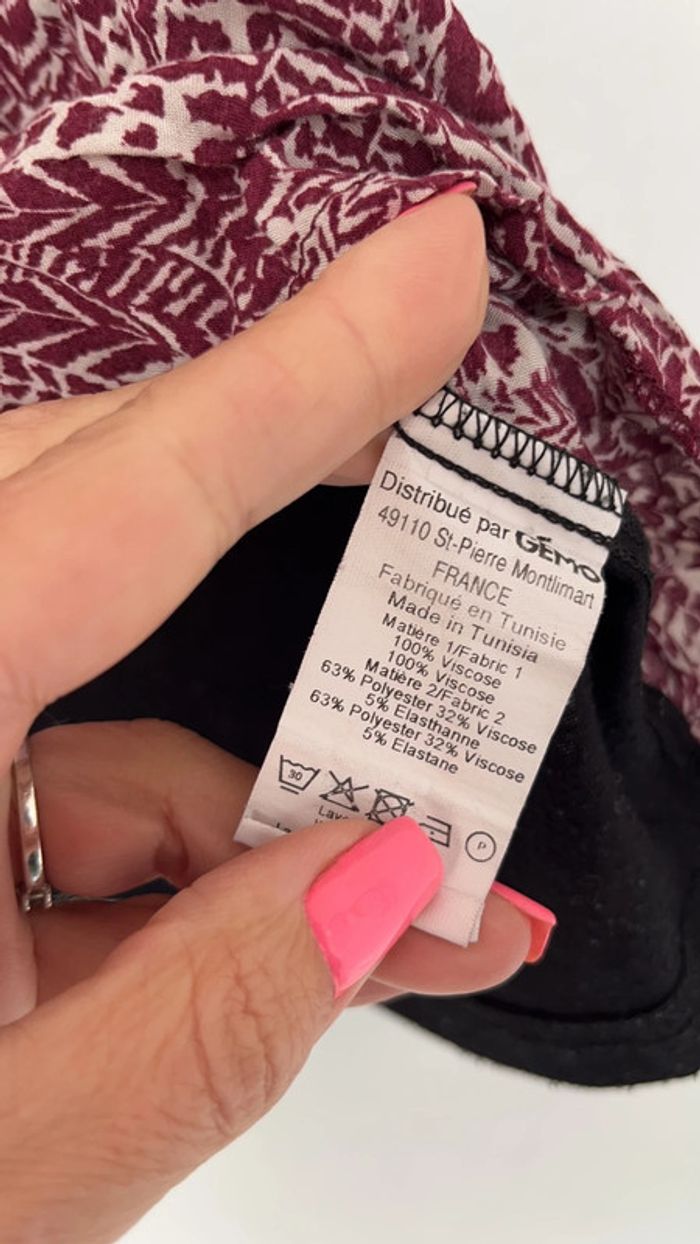 Distribué par GÉMO
49110 St-Pierre Montlimart
FRANCE
Fabriqué en Tunisie
Made in Tunisia
Matière 1/Fabric 1
100% Viscose
100% Viscose
Matière 2/Fabric 2
63% Polyester 32% Viscose
5% Elasthanne
63% Polyester 32% Viscose
5% Elastane
30
P